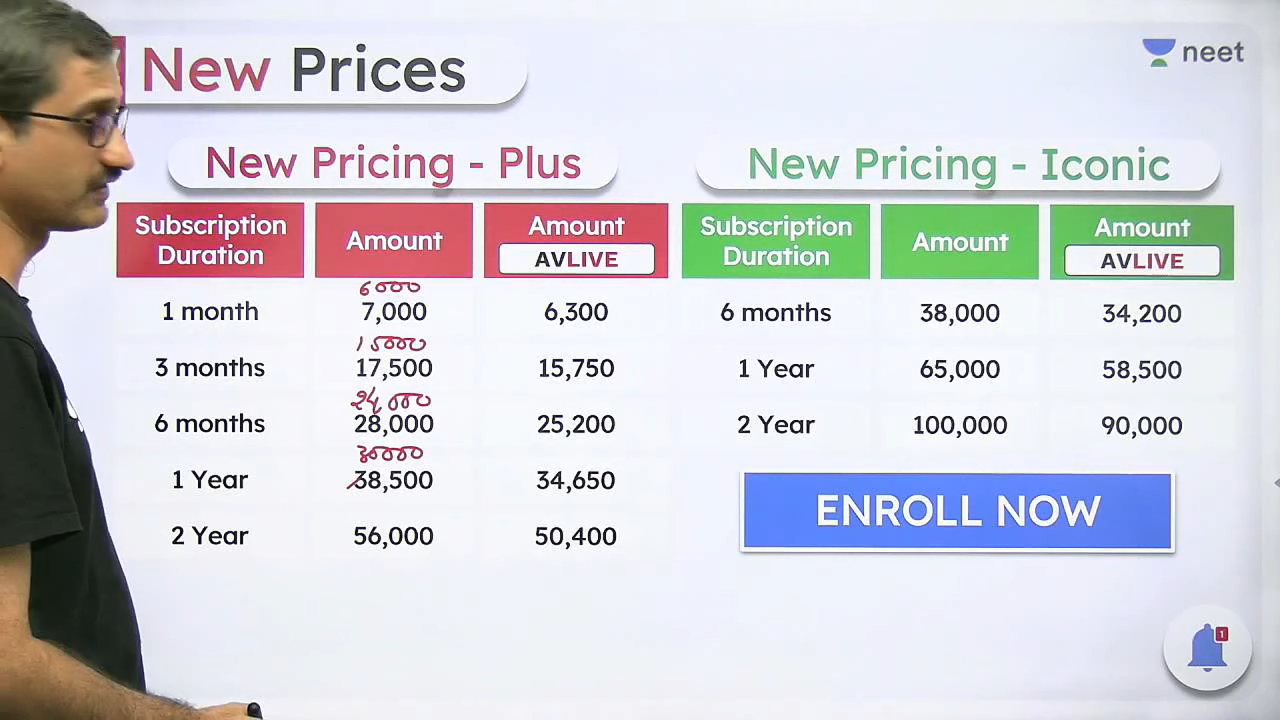 New Prices
neet
New Pricing - Plus
New Pricing - Iconic
Subscription Duration Amount Amount AVLIVE
1 month 6000 7,000 6,300
3 months 15000 17,500 15,750
6 months 24,000 28,000 25,200
1 Year 30000 38,500 34,650
2 Year 56,000 50,400
Subscription Duration Amount Amount AVLIVE
6 months 38,000 34,200
1 Year 65,000 58,500
2 Year 100,000 90,000
ENROLL NOW
1